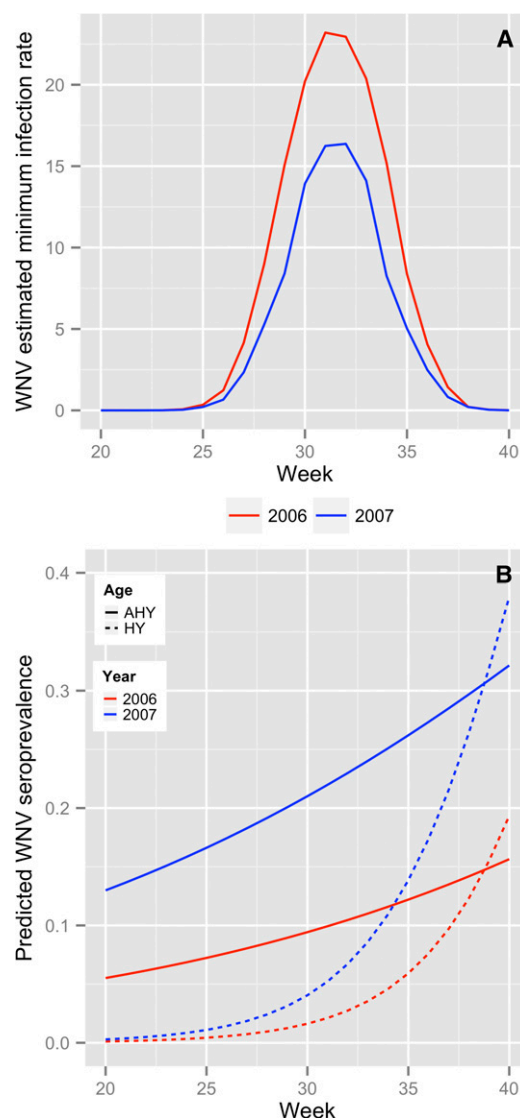 A
WNV estimated minimum infection rate
20
15
10
5
0
20 25 30 35 40
Week
2006 2007
B
Predicted WNV seroprevalence
0.4
0.3
0.2
0.1
0.0
Age
AHY
HY
Year
2006
2007
20 25 30 35 40
Week